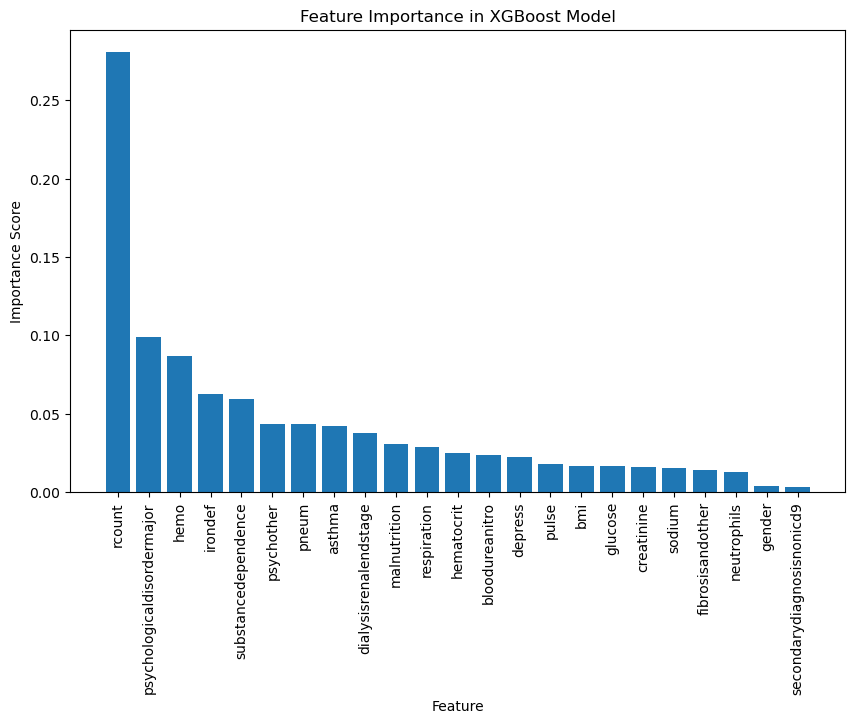 Feature Importance in XGBoost Model
Importance Score
0.25
0.20
0.15
0.10
0.05
0.00
rcount
psychologicaldisordermajor
hemo
irondef
substancedependence
psychother
pneum
asthma
dialysisrenalendstage
malnutrition
respiration
hematocrit
bloodureanitro
depress
pulse
bmi
glucose
creatinine
sodium
fibrosisandother
neutrophils
gender
secondarydiagnosisnonicd9
Feature